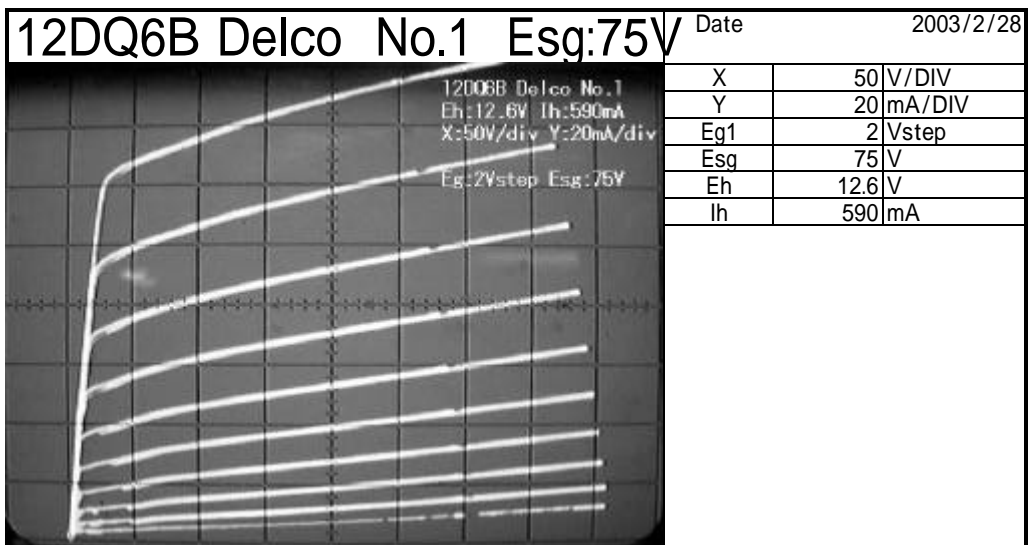 12DQ6B Delco No.1 Esg:75V
Date 2003/2/28
12DQ6B Delco No.1
Eh:12.6V Ih:590mA
X:50V/div Y:20mA/div
Eg:2Vstep Esg:75V
X 50 V/DIV
Y 20 mA/DIV
Eg1 2 Vstep
Esg 75 V
Eh 12.6 V
Ih 590 mA